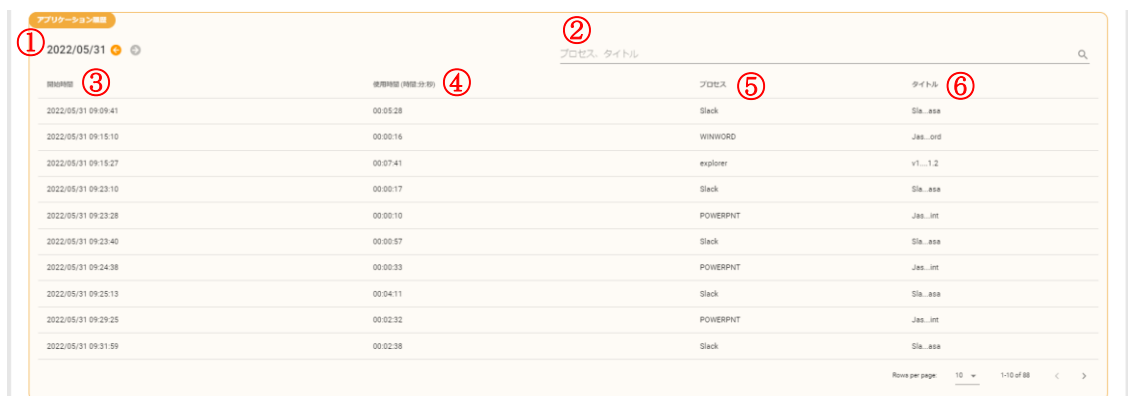 アプリケーション履歴
① 2022/05/31
② プロセス、タイトル
開始時間 ③ 使用時間 (時間:分:秒) ④ プロセス ⑤ タイトル ⑥
2022/05/31 09:09:41 00:05:28 Slack Sla...asa
2022/05/31 09:15:10 00:00:16 WINWORD Jas...ord
2022/05/31 09:15:27 00:07:41 explorer v1....1.2
2022/05/31 09:23:10 00:00:17 Slack Sla...asa
2022/05/31 09:23:28 00:00:10 POWERPNT Jas...int
2022/05/31 09:23:40 00:00:57 Slack Sla...asa
2022/05/31 09:24:38 00:00:33 POWERPNT Jas...int
2022/05/31 09:25:13 00:04:11 Slack Sla...asa
2022/05/31 09:29:25 00:02:32 POWERPNT Jas...int
2022/05/31 09:31:59 00:02:38 Slack Sla...asa
Rows per page: 10 1-10 of 88